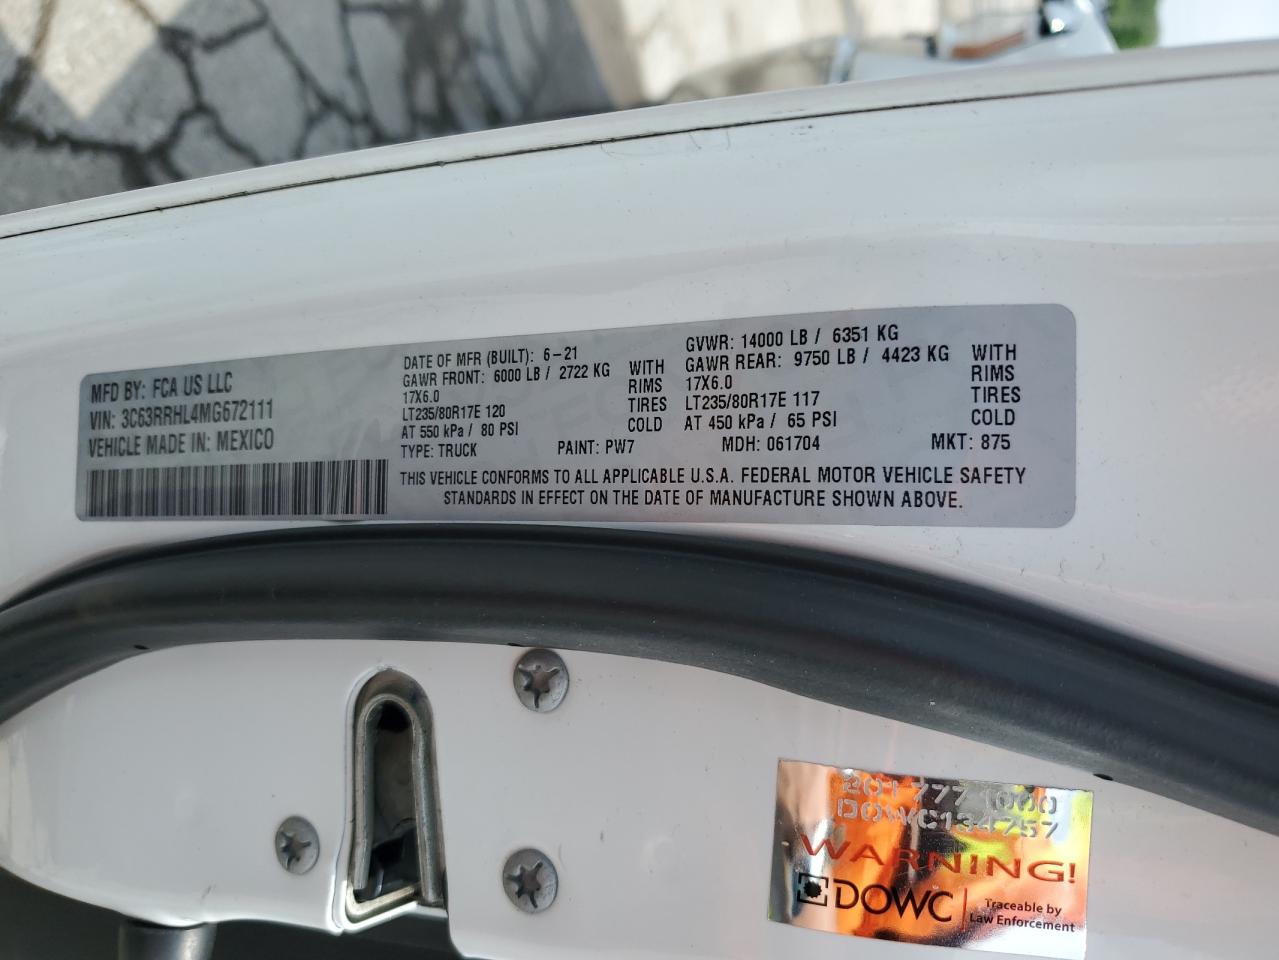 MFD BY: FCA US LLC
VIN: 3C63RRHL4MG672111
VEHICLE MADE IN: MEXICO
DATE OF MFR (BUILT): 6-21
GAWR FRONT: 6000 LB / 2722 KG WITH
17X6.0 RIMS
LT235/80R17E 120 TIRES
AT 550 kPa / 80 PSI COLD
GVWR: 14000 LB / 6351 KG
GAWR REAR: 9750 LB / 4423 KG WITH
17X6.0 RIMS
LT235/80R17E 117 TIRES
AT 450 kPa / 65 PSI COLD
TYPE: TRUCK PAINT: PW7 MDH: 061704 MKT: 875
THIS VEHICLE CONFORMS TO ALL APPLICABLE U.S.A. FEDERAL MOTOR VEHICLE SAFETY
STANDARDS IN EFFECT ON THE DATE OF MANUFACTURE SHOWN ABOVE.
DOWC134757
WARNING!
DOWC
Traceable by
Law Enforcement